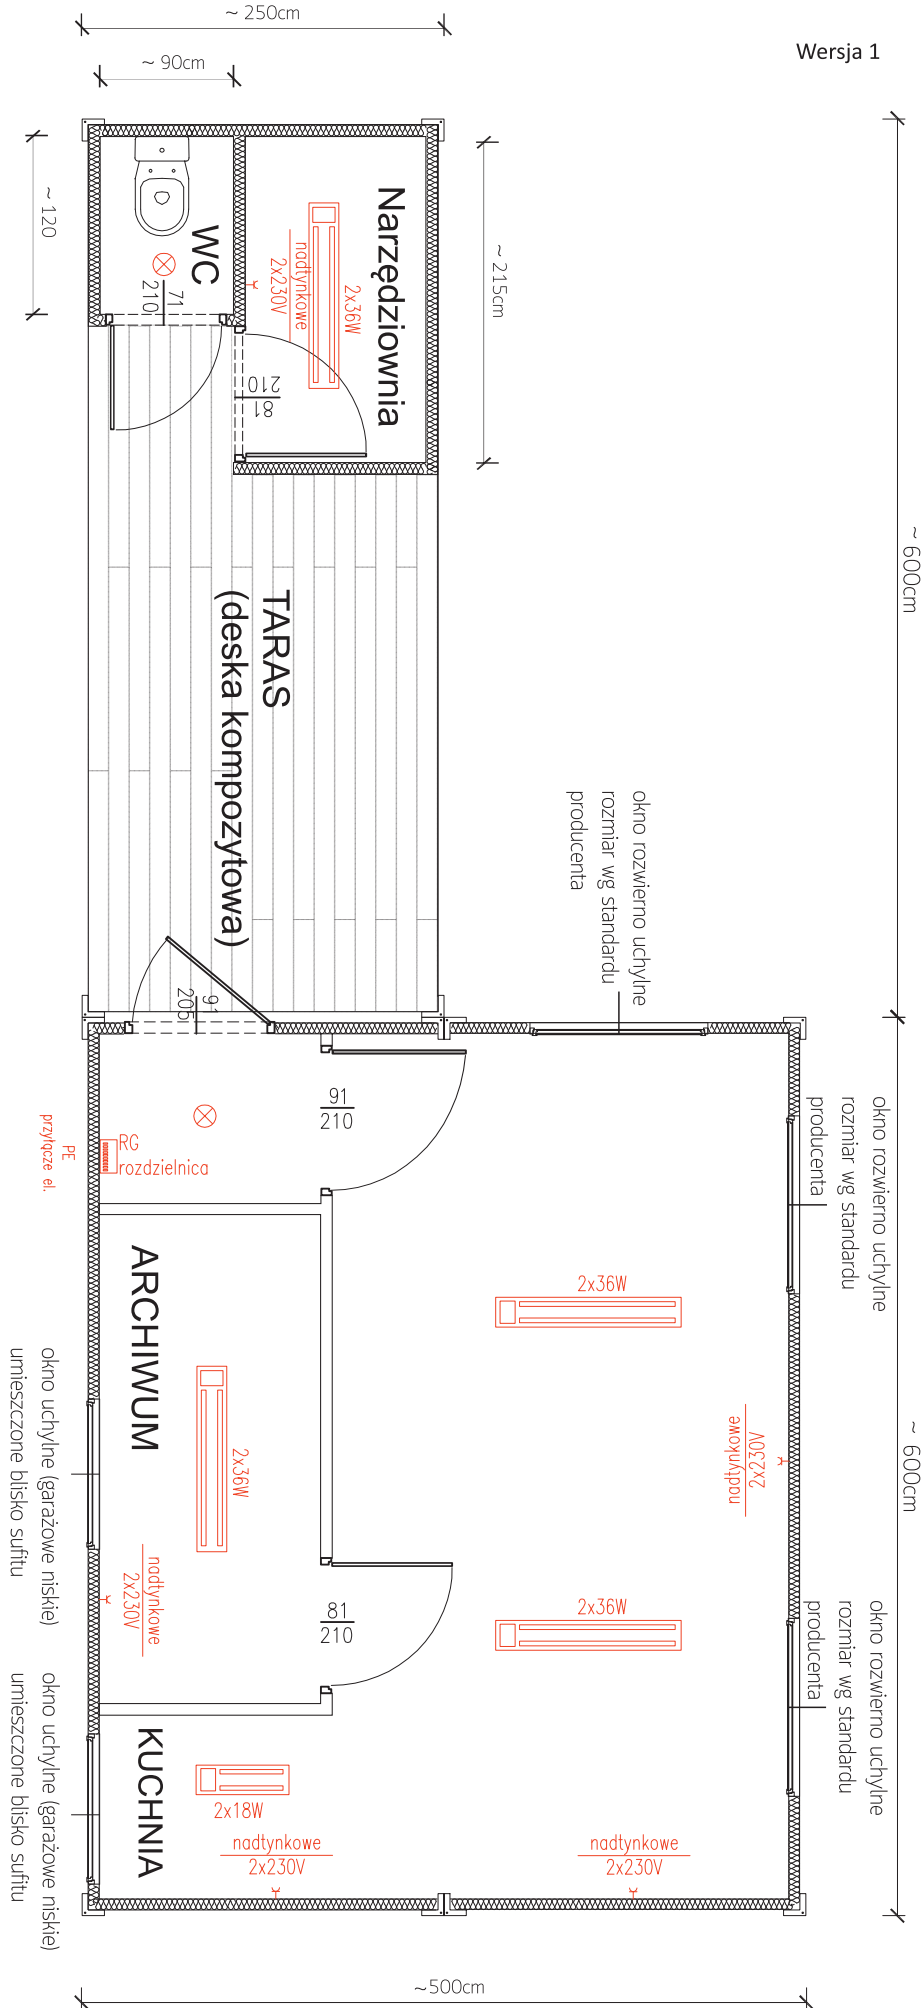 ~ 250cm
~ 90cm
Wersja 1
~ 120
WC
71
210
Narzędziownia
nadtynkowe
2x230V
2x36W
~ 215cm
81
210
~ 600cm
TARAS
(deska kompozytowa)
okno rozwierno uchylne
rozmiar wg standardu
producenta
91
205
91
210
RG
rozdzielnica
PE
przyłącze el.
okno rozwierno uchylne
rozmiar wg standardu
producenta
ARCHIWUM
2x36W
2x36W
2x230V
nadtynkowe
~ 600cm
okno uchylne (garażowe niskie)
umieszczone blisko sufitu
nadtynkowe
2x230V
81
210
2x36W
okno rozwierno uchylne
rozmiar wg standardu
producenta
okno uchylne (garażowe niskie)
umieszczone blisko sufitu
KUCHNIA
2x18W
nadtynkowe
2x230V
nadtynkowe
2x230V
~500cm